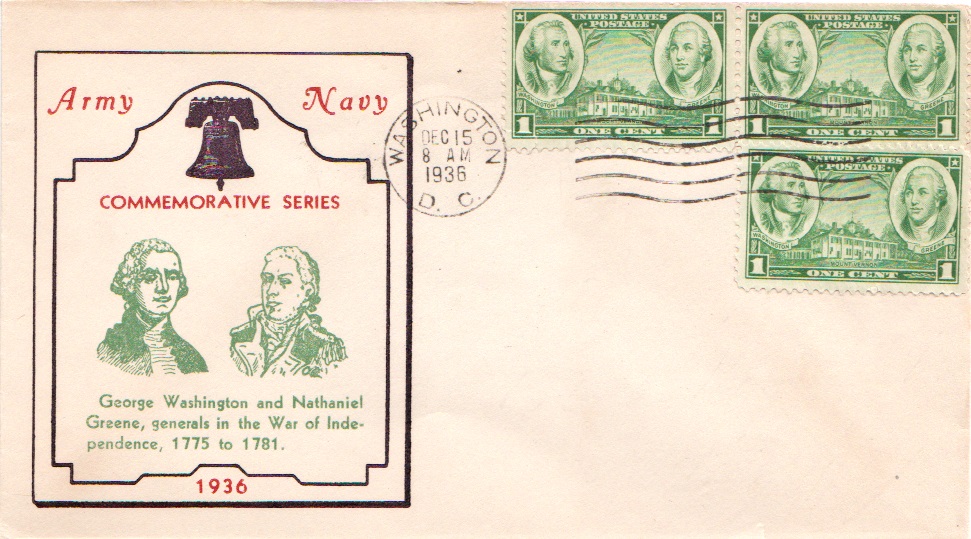 Army Navy
COMMEMORATIVE SERIES
George Washington and Nathaniel
Greene, generals in the War of Inde-
pendence, 1775 to 1781.
1936
WASHINGTON
DEC 15
8 AM
1936
D. C.
UNITED STATES
POSTAGE
WASHINGTON GREENE
1 ONE CENT 1
UNITED STATES
POSTAGE
WASHINGTON GREENE
1 ONE CENT 1
UNITED STATES
POSTAGE
WASHINGTON GREENE
MOUNT VERNON
1 ONE CENT 1